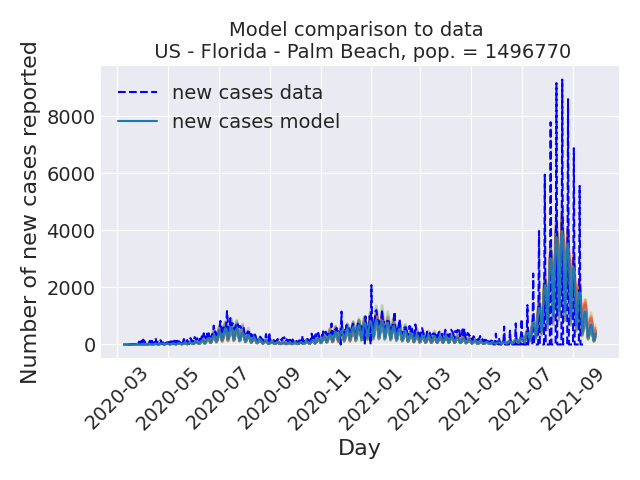 Model comparison to data
US - Florida - Palm Beach, pop. = 1496770
new cases data
new cases model
Number of new cases reported
8000
6000
4000
2000
0
2020-03
2020-05
2020-07
2020-09
2020-11
2021-01
2021-03
2021-05
2021-07
2021-09
Day